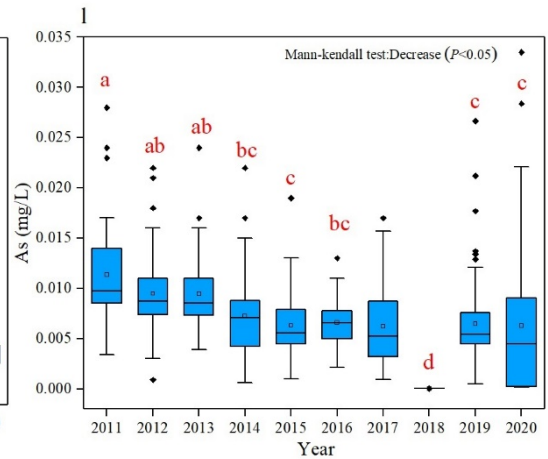 l
Mann-kendall test:Decrease (P<0.05)
a
ab
ab
bc
c
bc
d
c
c
As (mg/L)
0.035
0.030
0.025
0.020
0.015
0.010
0.005
0.000
2011 2012 2013 2014 2015 2016 2017 2018 2019 2020
Year